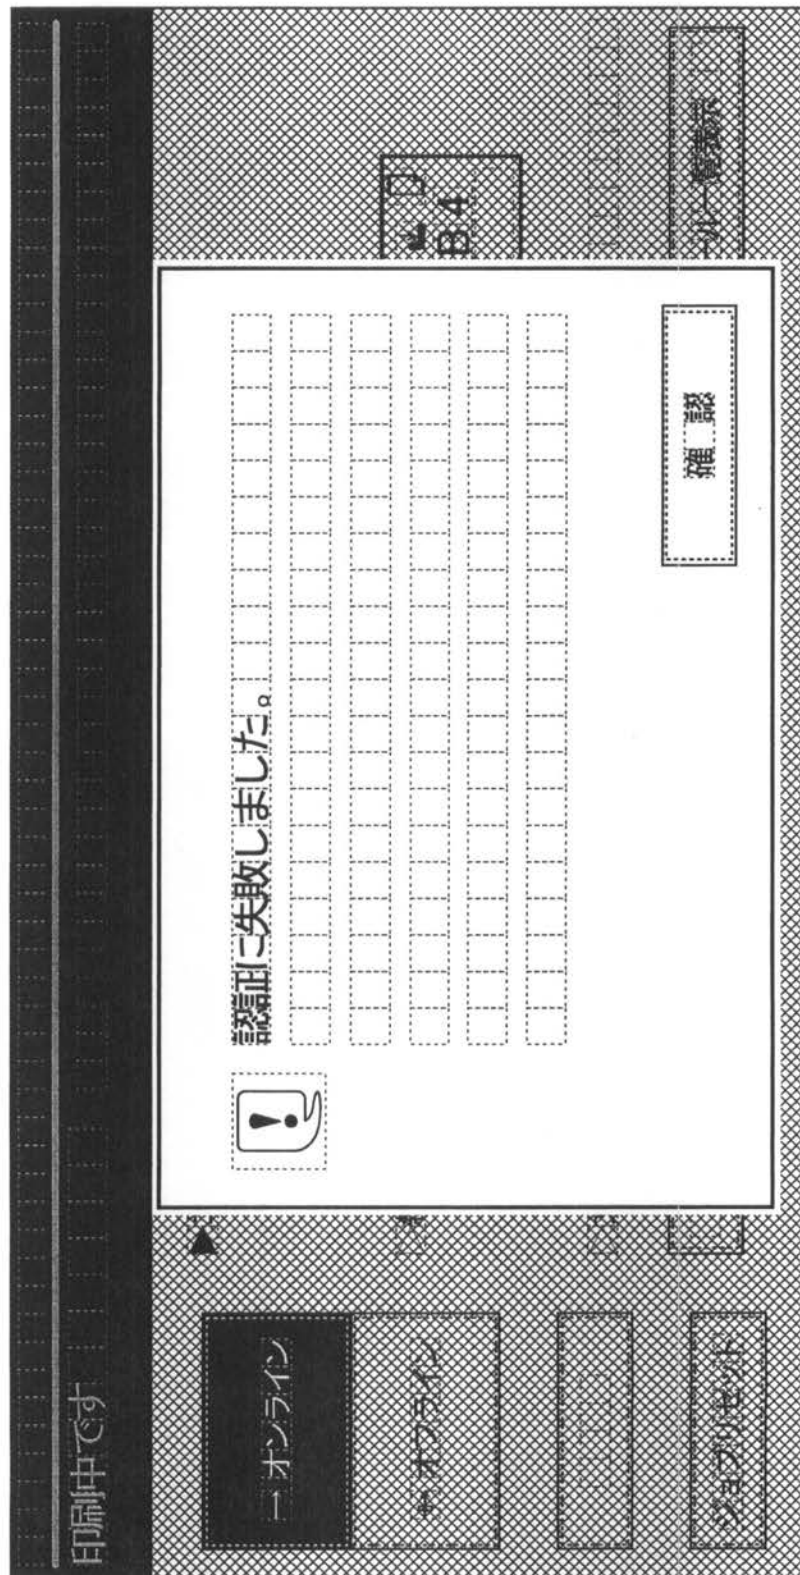 印刷中です
認証に失敗しました。
確 認
B4
→オンライン
オフライン
ジョブリセット
一覧表示